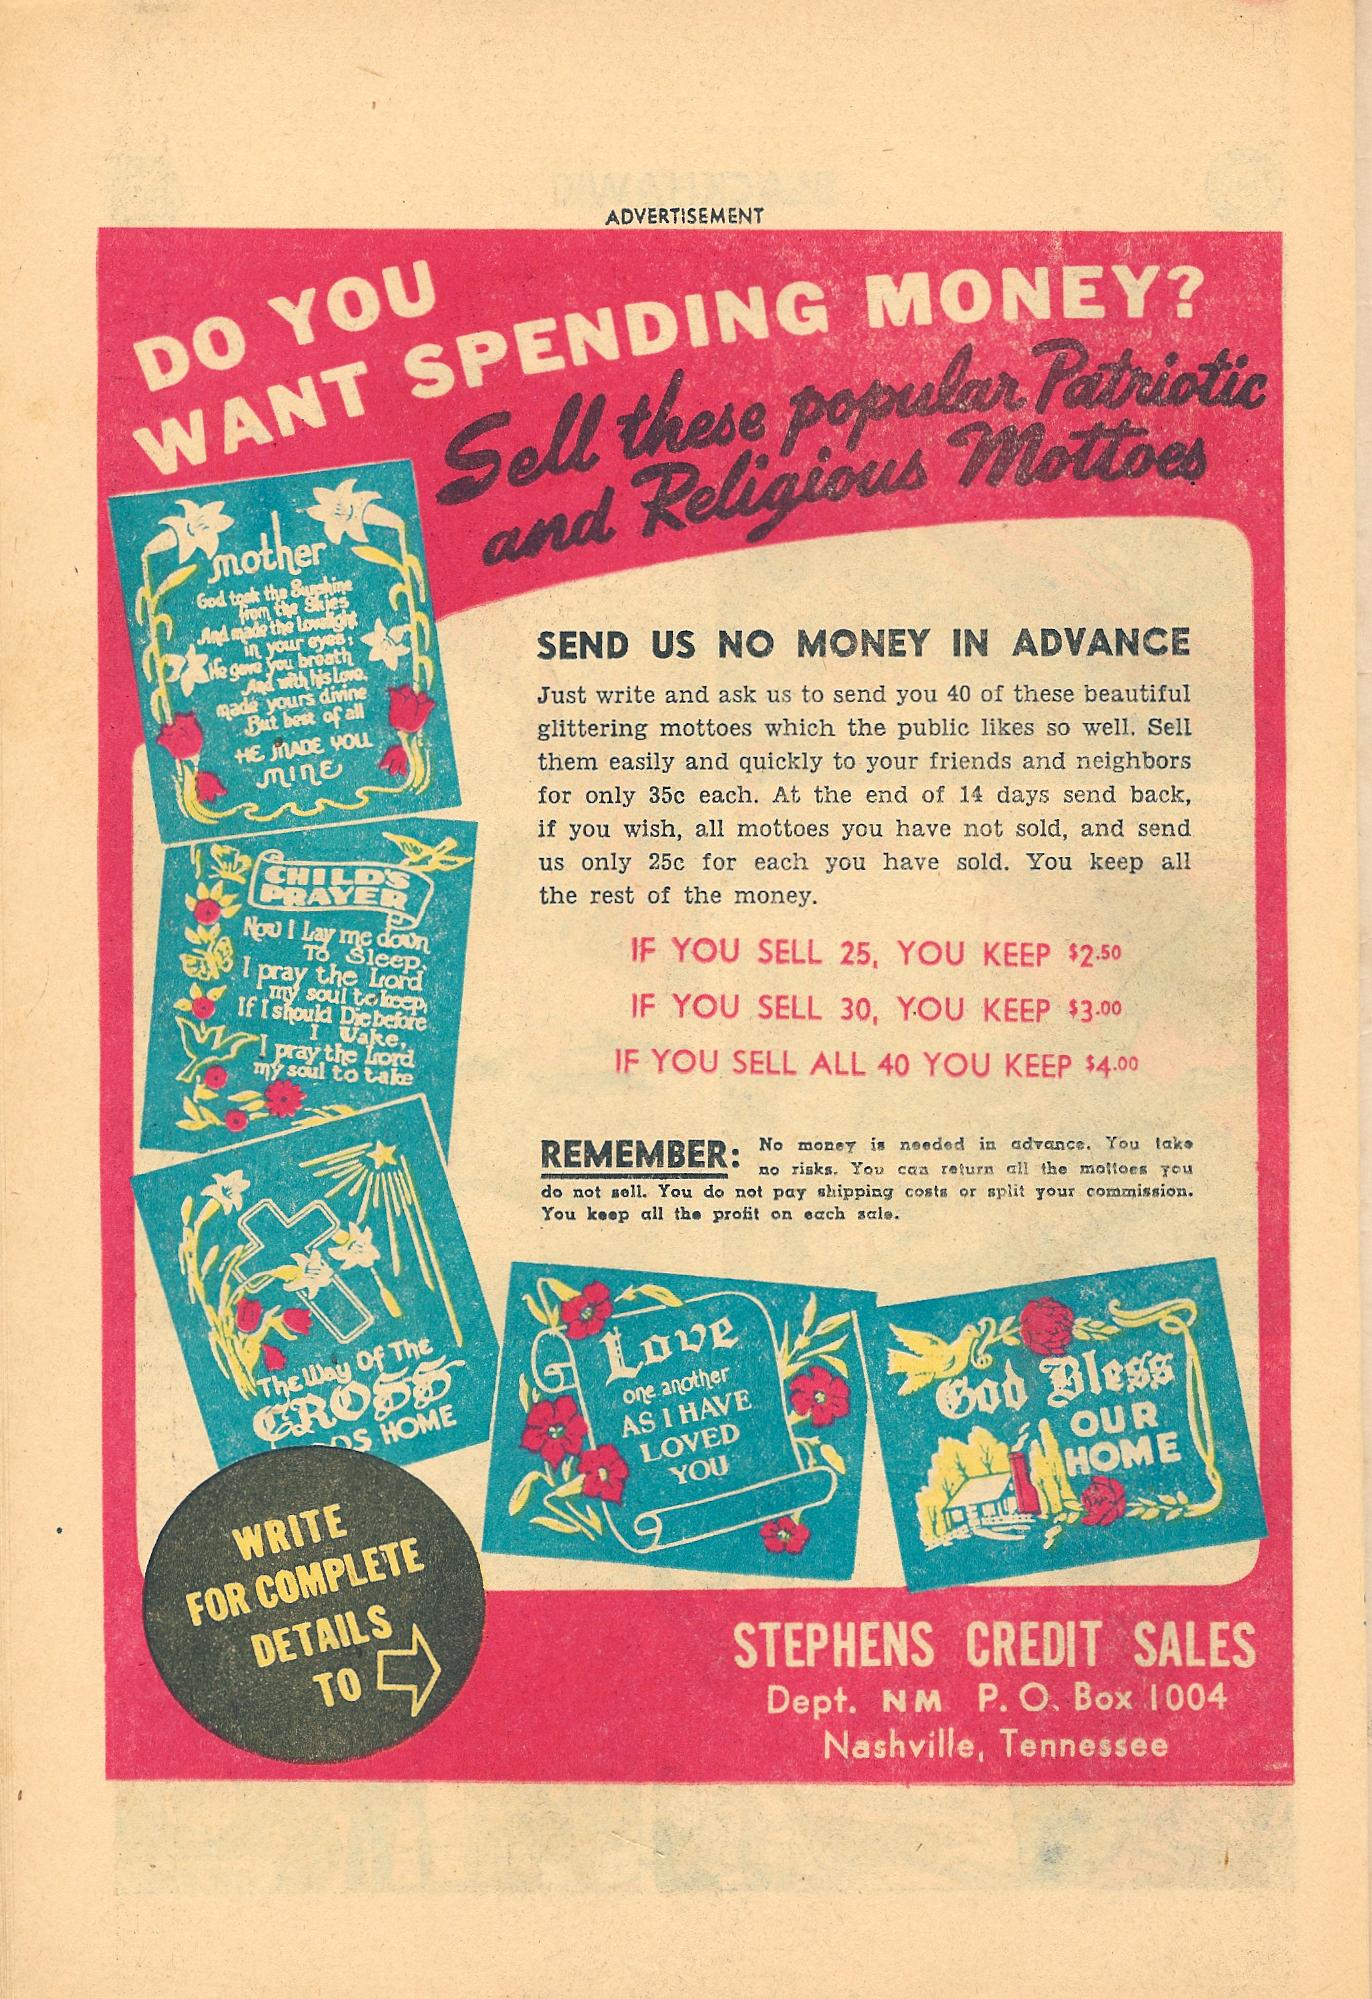 ADVERTISEMENT
DO YOU
WANT SPENDING MONEY?
Sell these popular Patriotic
and Religious Mottoes
mother
God took the Sunshine
from the Skies
And made the Lovelight
in your eyes;
He gave you breath
And with his Love,
made yours divine
But best of all
HE MADE YOU
MINE
CHILD'S
PRAYER
Now I Lay me down
To Sleep,
I pray the Lord
my soul to keep,
If I should Die before
I Wake,
I pray the Lord
my soul to take
The Way Of The
CROSS
DS HOME
SEND US NO MONEY IN ADVANCE
Just write and ask us to send you 40 of these beautiful
glittering mottoes which the public likes so well. Sell
them easily and quickly to your friends and neighbors
for only 35c each. At the end of 14 days send back,
if you wish, all mottoes you have not sold, and send
us only 25c for each you have sold. You keep all
the rest of the money.
IF YOU SELL 25, YOU KEEP $2.50
IF YOU SELL 30, YOU KEEP $3.00
IF YOU SELL ALL 40 YOU KEEP $4.00
REMEMBER: No money is needed in advance. You take
no risks. You can return all the mottoes you
do not sell. You do not pay shipping costs or split your commission.
You keep all the profit on each sale.
Love
one another
AS I HAVE
LOVED
YOU
God Bless
OUR
HOME
WRITE
FOR COMPLETE
DETAILS
TO
STEPHENS CREDIT SALES
Dept. NM P. O. Box 1004
Nashville, Tennessee